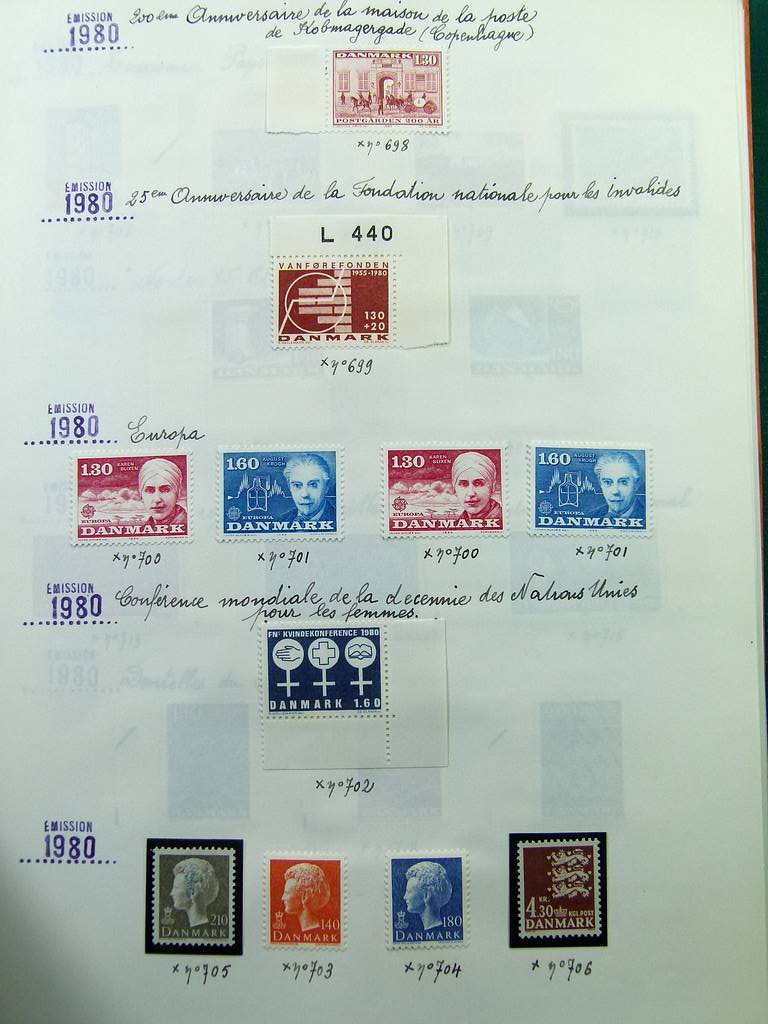 EMISSION
1980
200eme Anniversaire de la maison de la poste
de Kobmagergade (Copenhague)
DANMARK 130
POSTGÅRDEN 200 ÅR
x n° 698
EMISSION
1980
25em Anniversaire de la Fondation nationale pour les invalides
L 440
VANFØREFONDEN
1955-1980
130
+20
DANMARK
x n° 699
EMISSION
1980
Europa
1.30 KAREN BLIXEN
EUROPA
DANMARK
1.60 AUGUST KROGH
EUROPA
DANMARK
1.30 KAREN BLIXEN
EUROPA
DANMARK
1.60 AUGUST KROGH
EUROPA
DANMARK
x n° 700
x n° 701
x n° 700
x n° 701
EMISSION
1980
Conférence mondiale de la decennie des Nations Unies
pour les femmes.
FN'S KVINDEKONFERENCE 1980
DANMARK 1.60
x n° 702
EMISSION
1980
210
DANMARK
140
DANMARK
180
DANMARK
KR.
4.30 KGL POST
DANMARK
x n° 705
x n° 703
x n° 704
x n° 706